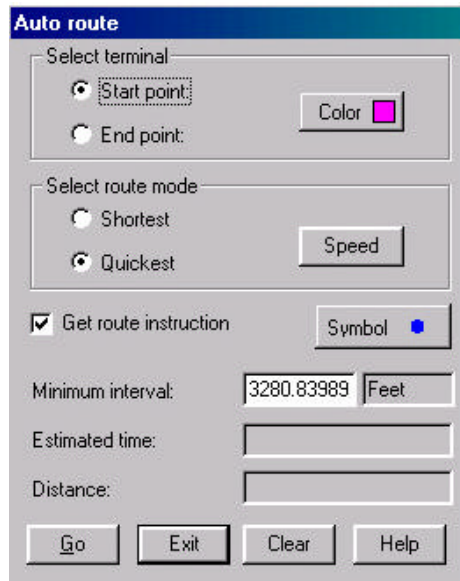 Auto route
Select terminal
Start point:
Color
End point:
Select route mode
Shortest
Speed
Quickest
Get route instruction
Symbol
Minimum interval: 3280.83989 Feet
Estimated time:
Distance:
Go Exit Clear Help